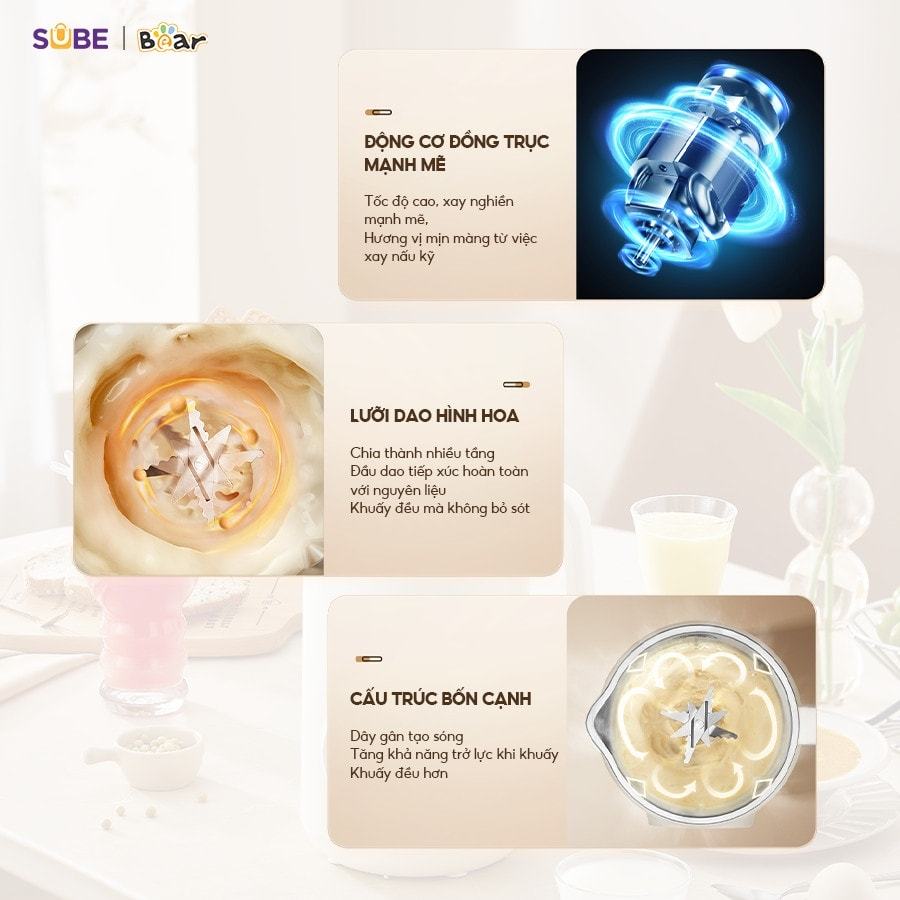 SUBE | Bear
ĐỘNG CƠ ĐỒNG TRỤC
MẠNH MẼ
Tốc độ cao, xay nghiền
mạnh mẽ,
Hương vị mịn màng từ việc
xay nấu kỹ
LƯỠI DAO HÌNH HOA
Chia thành nhiều tầng
Đầu dao tiếp xúc hoàn toàn
với nguyên liệu
Khuấy đều mà không bỏ sót
CẤU TRÚC BỐN CẠNH
Dây gân tạo sóng
Tăng khả năng trở lực khi khuấy
Khuấy đều hơn